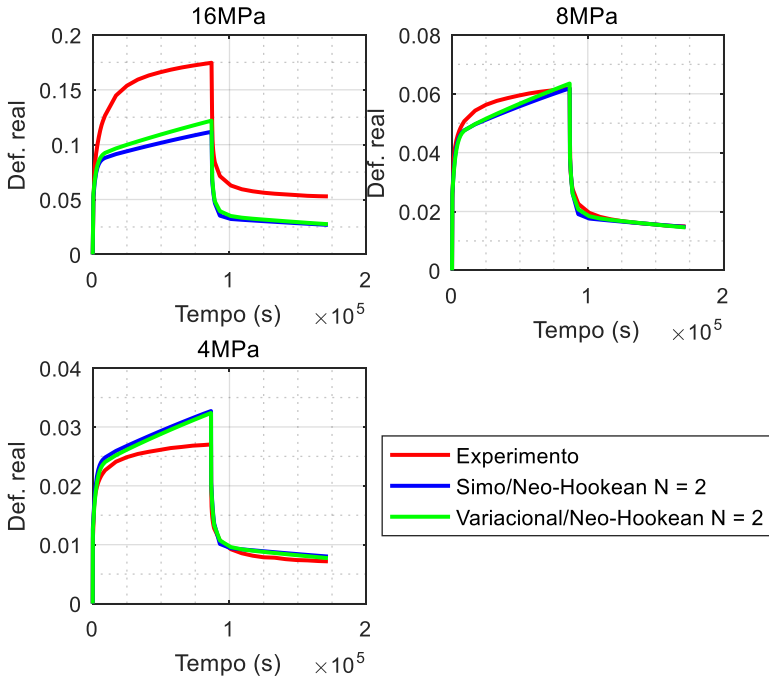 16MPa
0.2
0.15
0.1
0.05
0
Def. real
0 1 2
Tempo (s) ×10^5
8MPa
0.08
0.06
0.04
0.02
0
Def. real
0 1 2
Tempo (s) ×10^5
4MPa
0.04
0.03
0.02
0.01
0
Def. real
0 1 2
Tempo (s) ×10^5
Experimento
Simo/Neo-Hookean N = 2
Variacional/Neo-Hookean N = 2